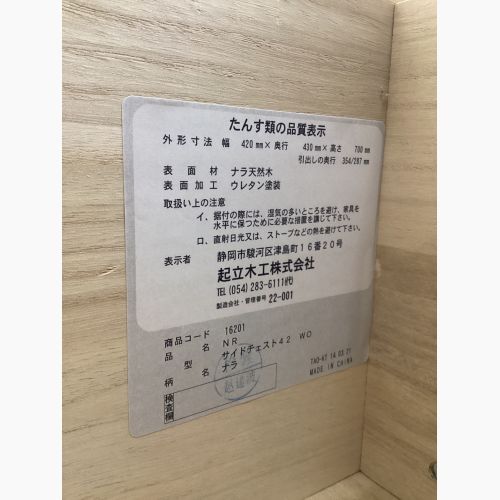 たんす類の品質表示
外形寸法 幅 420mm× 奥行 430mm× 高さ 700mm
引出しの奥行 354/287 mm
表面材 ナラ天然木
表面加工 ウレタン塗装
取扱い上の注意
イ．据付の際には、湿気の多いところを避け、家具を
水平に保つために必要な措置を講じて下さい。
ロ．直射日光又は、ストーブなどの熱を避けて下さい。
表示者 静岡市駿河区津島町１６番２０号
起立木工株式会社
TEL (054) 283-6111㈹
製造会社・管理番号 22-001
商品コード 16201
品名 NR
サイドチェスト４２ WO
型
柄 ナラ
検査欄
TAO-KT 14 03 21
MADE IN CHINA